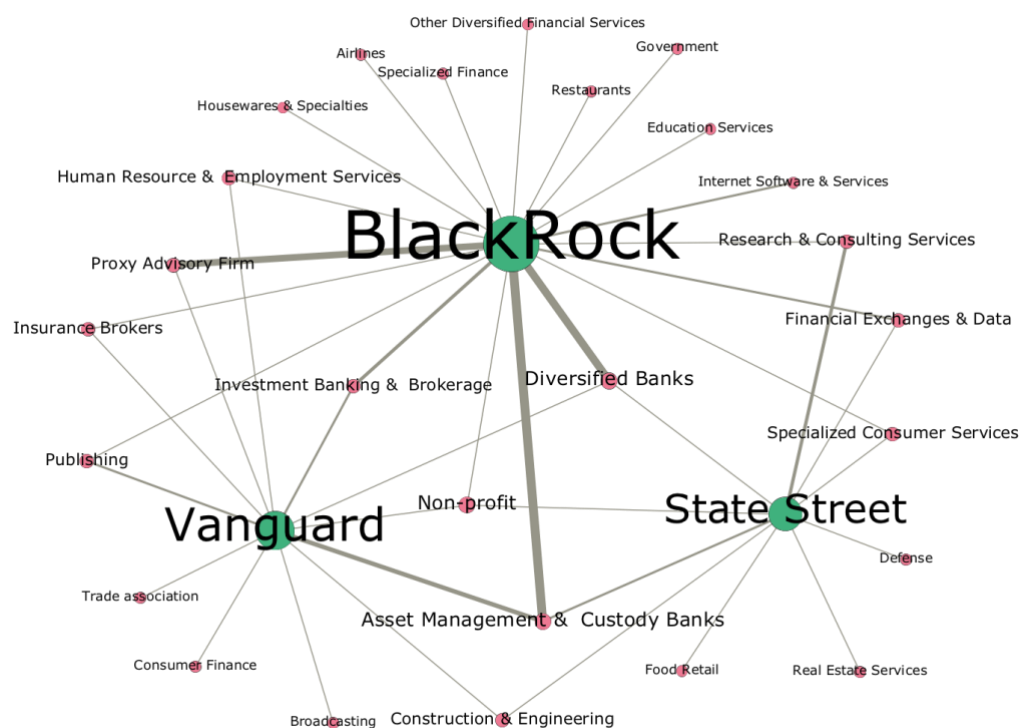 Other Diversified Financial Services
Government
Airlines
Specialized Finance
Restaurants
Housewares & Specialties
Education Services
Human Resource & Employment Services
Internet Software & Services
BlackRock
Research & Consulting Services
Proxy Advisory Firm
Financial Exchanges & Data
Insurance Brokers
Diversified Banks
Investment Banking & Brokerage
Specialized Consumer Services
Publishing
Non-profit
State Street
Vanguard
Defense
Trade association
Asset Management & Custody Banks
Consumer Finance
Food Retail
Real Estate Services
Broadcasting
Construction & Engineering